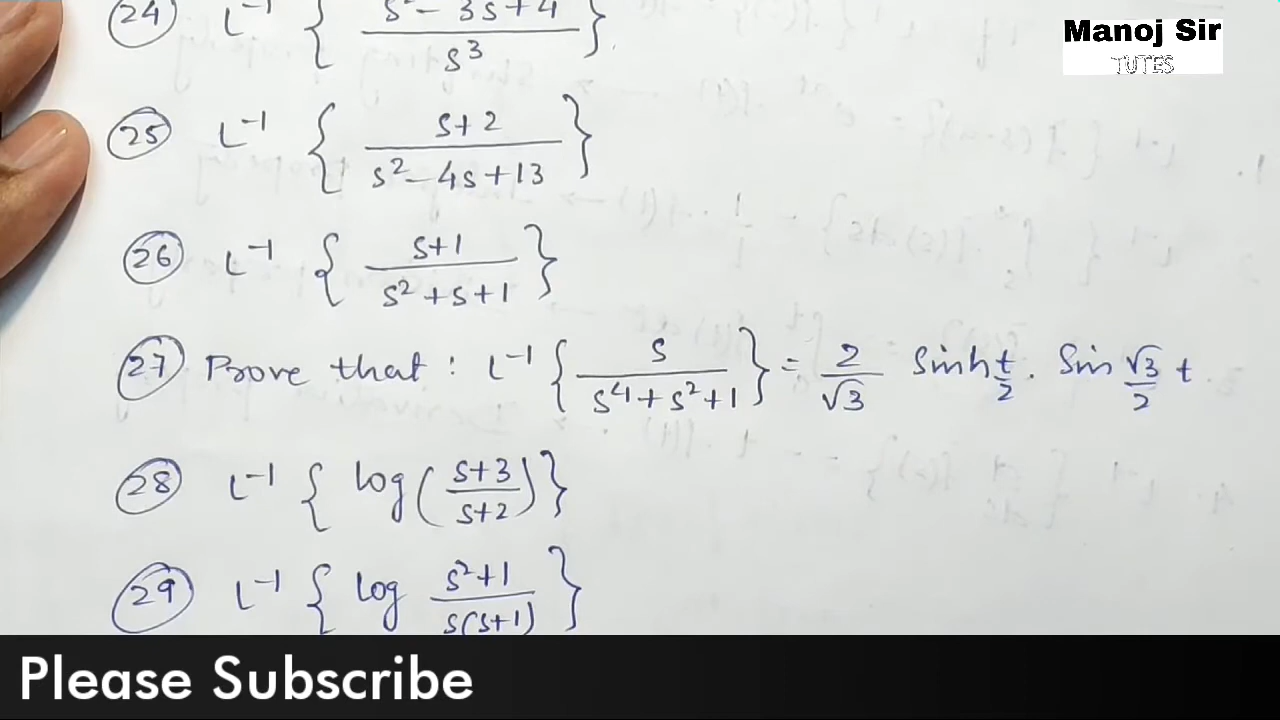 Manoj Sir
TUTES
(24) L⁻¹ { s² - 3s + 4 / s³ }
(25) L⁻¹ { s+2 / s² - 4s + 13 }
(26) L⁻¹ { s+1 / s² + s + 1 }
(27) Prove that : L⁻¹ { s / s⁴ + s² + 1 } = 2/√3 Sinh t/2 . Sin √3/2 t
(28) L⁻¹ { log ( s+3 / s+2 ) }
(29) L⁻¹ { log s²+1 / s(s+1) }
Please Subscribe